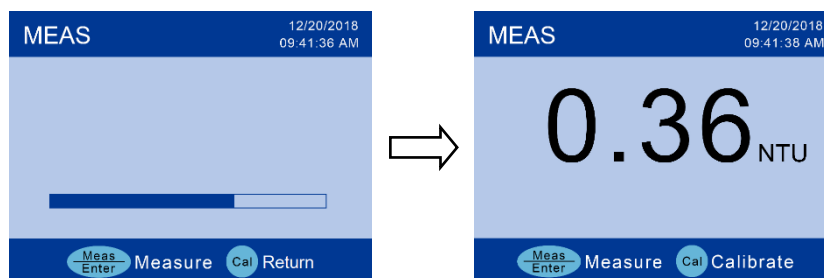 MEAS
12/20/2018
09:41:36 AM
Meas
Enter
Measure
Cal
Return
MEAS
12/20/2018
09:41:38 AM
0.36 NTU
Meas
Enter
Measure
Cal
Calibrate